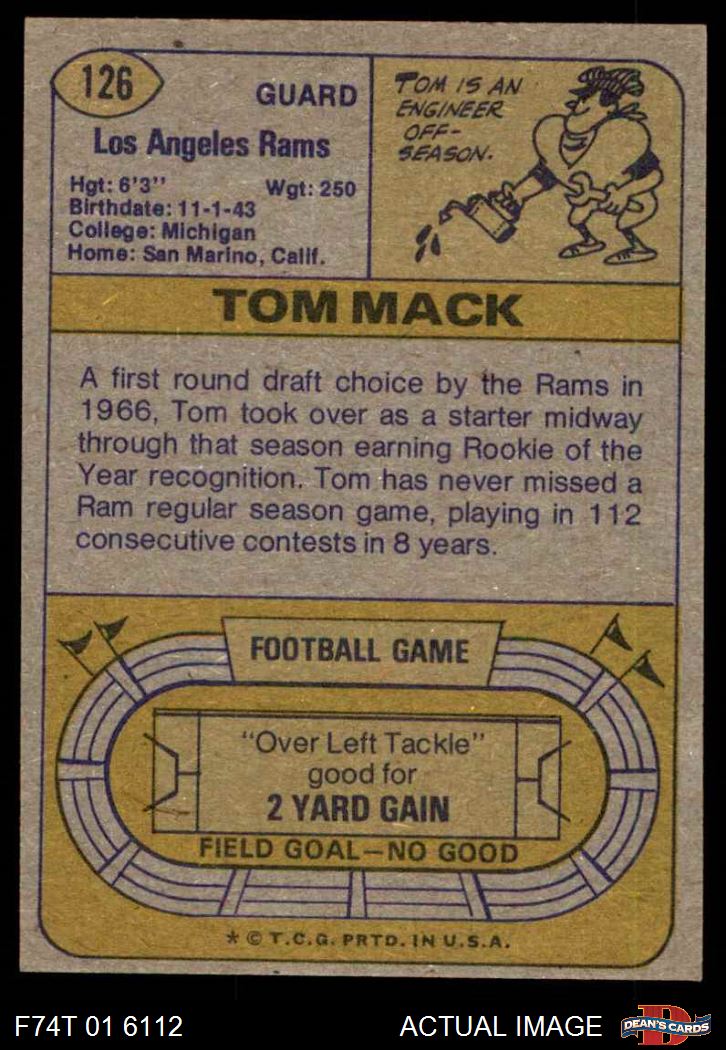 126
GUARD
Los Angeles Rams
Hgt: 6'3"  Wgt: 250
Birthdate: 11-1-43
College: Michigan
Home: San Marino, Calif.
TOM IS AN
ENGINEER
OFF-
SEASON.
TOM MACK
A first round draft choice by the Rams in
1966, Tom took over as a starter midway
through that season earning Rookie of the
Year recognition. Tom has never missed a
Ram regular season game, playing in 112
consecutive contests in 8 years.
FOOTBALL GAME
"Over Left Tackle"
good for
2 YARD GAIN
FIELD GOAL—NO GOOD
* © T.C.G. PRTD. IN U.S.A.
F74T 01 6112  ACTUAL IMAGE  D DEAN'S CARDS